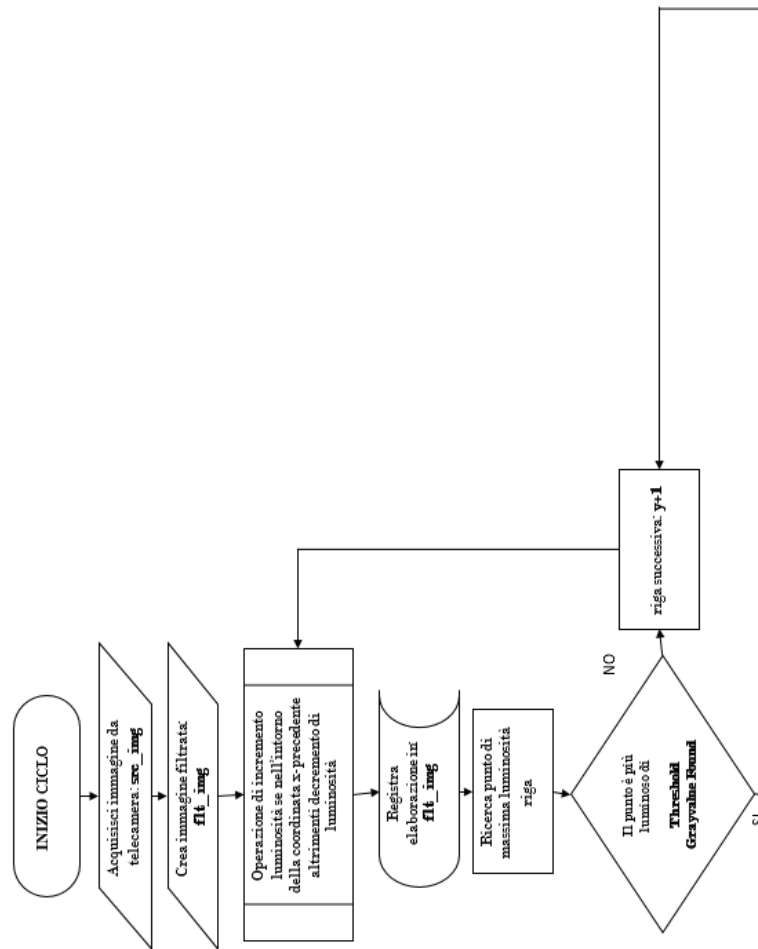 INIZIO CICLO
Acquisisci immagine da
telecamera: src_img
Crea immagine filtrata:
flt_img
Operazione di incremento
luminosità se nell'intorno
della coordinata x-precedente
altrimenti decremento di
luminosità
Registra
elaborazione in:
flt_img
Ricerca punto di
massima luminosità
riga
Il punto è più
luminoso di
Threshold
Grayvalue Found
NO
riga successiva: y+1